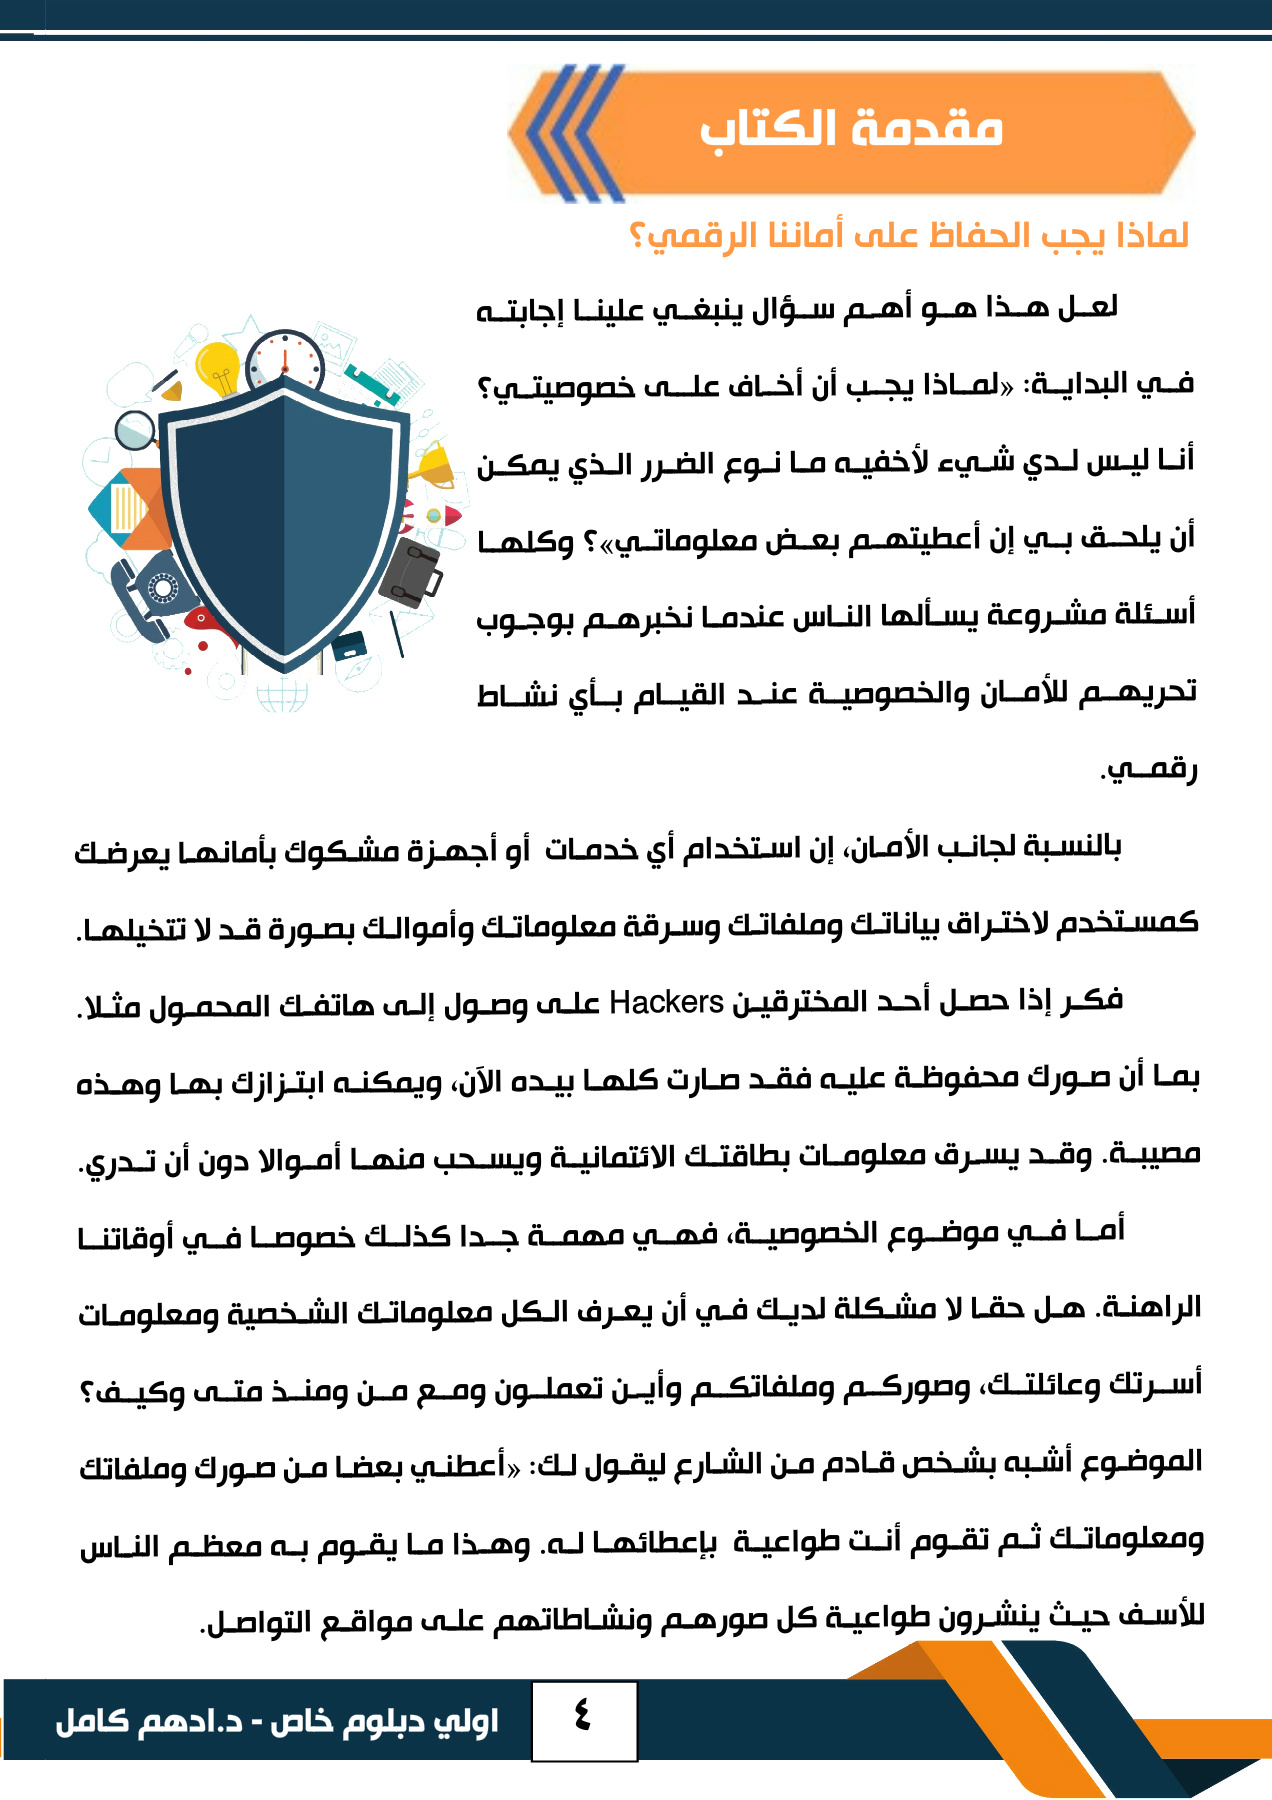 مقدمة الكتاب
لماذا يجب الحفاظ على أماننا الرقمي؟
لعل هذا هو أهم سؤال ينبغي علينا إجابته
في البداية: «لماذا يجب أن أخاف على خصوصيتي؟
أنا ليس لدي شيء لأخفيه ما نوع الضرر الذي يمكن
أن يلحق بي إن أعطيتهم بعض معلوماتي»؟ وكلها
أسئلة مشروعة يسألها الناس عندما نخبرهم بوجوب
تحريهم للأمان والخصوصية عند القيام بأي نشاط
رقمي.
بالنسبة لجانب الأمان، إن استخدام أي خدمات أو أجهزة مشكوك بأمانها يعرضك
كمستخدم لاختراق بياناتك وملفاتك وسرقة معلوماتك وأموالك بصورة قد لا تتخيلها.
فكر إذا حصل أحد المخترقين Hackers على وصول إلى هاتفك المحمول مثلا.
بما أن صورك محفوظة عليه فقد صارت كلها بيده الآن، ويمكنه ابتزازك بها وهذه
مصيبة. وقد يسرق معلومات بطاقتك الائتمانية ويسحب منها أموالا دون أن تدري.
أما في موضوع الخصوصية، فهي مهمة جدا كذلك خصوصا في أوقاتنا
الراهنة. هل حقا لا مشكلة لديك في أن يعرف الكل معلوماتك الشخصية ومعلومات
أسرتك وعائلتك، وصوركم وملفاتكم وأين تعملون ومع من ومنذ متى وكيف؟
الموضوع أشبه بشخص قادم من الشارع ليقول لك: «أعطني بعضا من صورك وملفاتك
ومعلوماتك ثم تقوم أنت طواعية بإعطائها له. وهذا ما يقوم به معظم الناس
للأسف حيث ينشرون طواعية كل صورهم ونشاطاتهم على مواقع التواصل.
٤
اولي دبلوم خاص - د.ادهم كامل